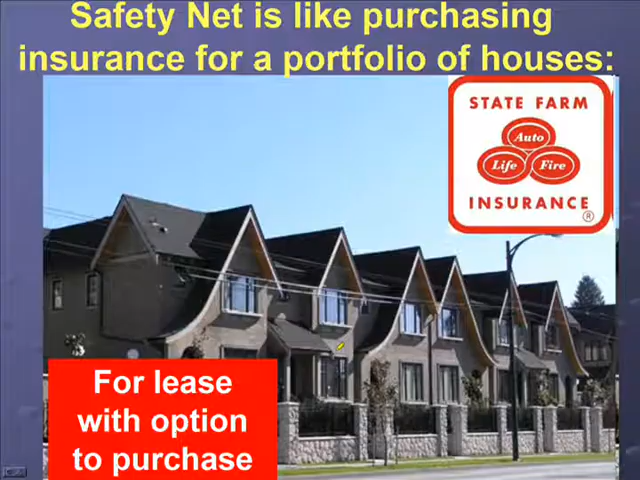 Safety Net is like purchasing
insurance for a portfolio of houses:
STATE FARM
Auto
Life Fire
INSURANCE
®
For lease
with option
to purchase